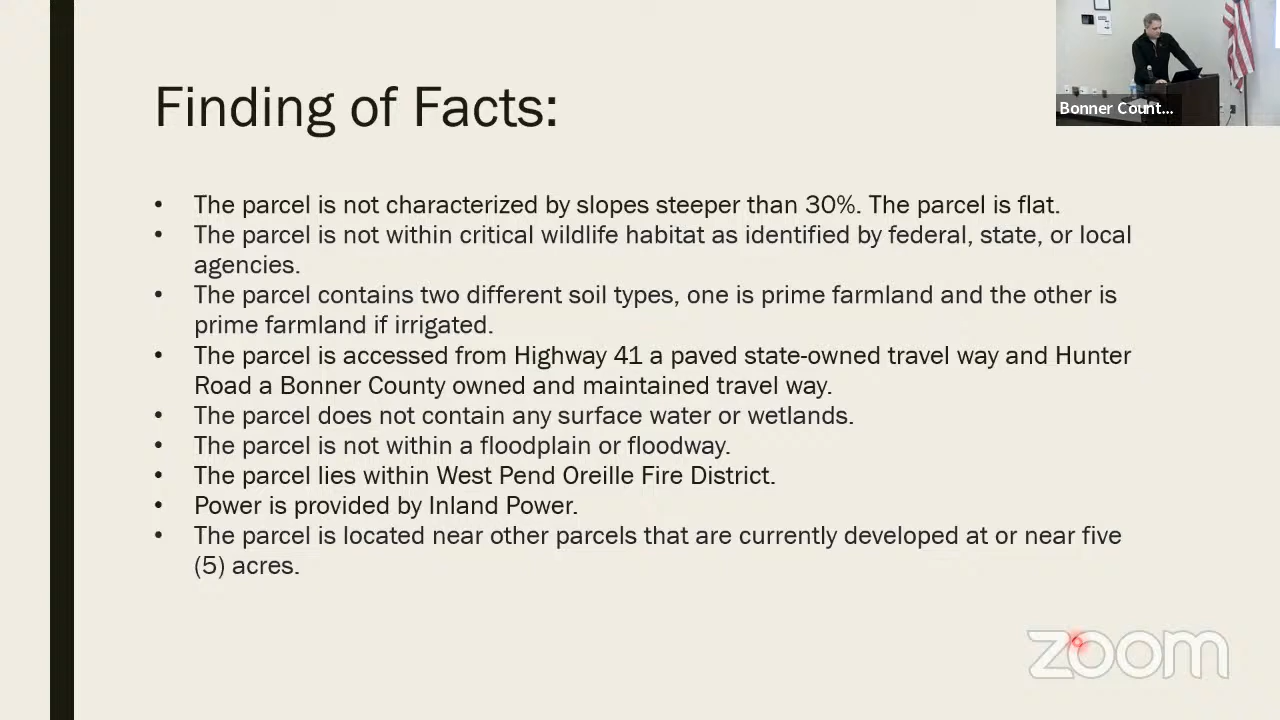 Finding of Facts:
Bonner Count...
• The parcel is not characterized by slopes steeper than 30%. The parcel is flat.
• The parcel is not within critical wildlife habitat as identified by federal, state, or local
agencies.
• The parcel contains two different soil types, one is prime farmland and the other is
prime farmland if irrigated.
• The parcel is accessed from Highway 41 a paved state-owned travel way and Hunter
Road a Bonner County owned and maintained travel way.
• The parcel does not contain any surface water or wetlands.
• The parcel is not within a floodplain or floodway.
• The parcel lies within West Pend Oreille Fire District.
• Power is provided by Inland Power.
• The parcel is located near other parcels that are currently developed at or near five
(5) acres.
zoom